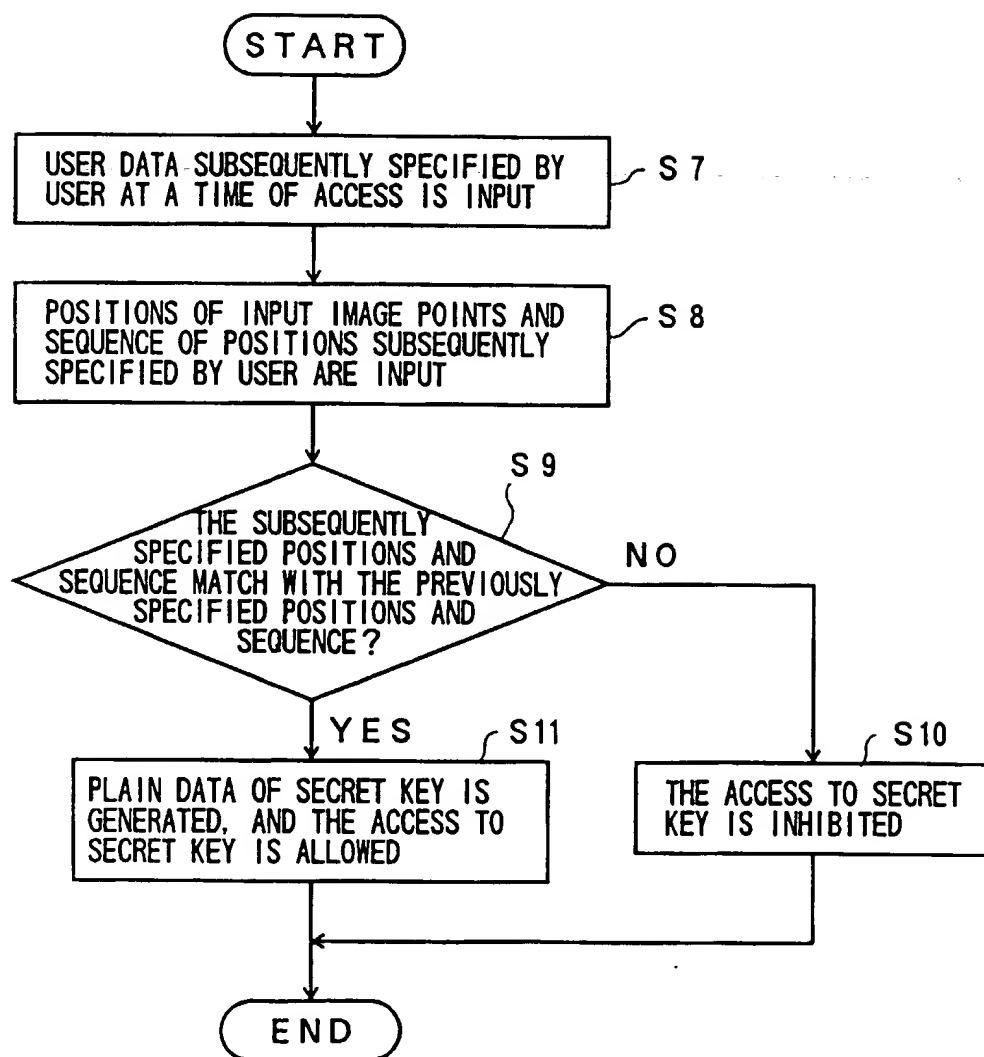 START
USER DATA SUBSEQUENTLY SPECIFIED BY
USER AT A TIME OF ACCESS IS INPUT
S7
POSITIONS OF INPUT IMAGE POINTS AND
SEQUENCE OF POSITIONS SUBSEQUENTLY
SPECIFIED BY USER ARE INPUT
S8
S9
THE SUBSEQUENTLY
SPECIFIED POSITIONS AND
SEQUENCE MATCH WITH THE PREVIOUSLY
SPECIFIED POSITIONS AND
SEQUENCE?
NO
YES
S11
PLAIN DATA OF SECRET KEY IS
GENERATED, AND THE ACCESS TO
SECRET KEY IS ALLOWED
S10
THE ACCESS TO SECRET
KEY IS INHIBITED
END